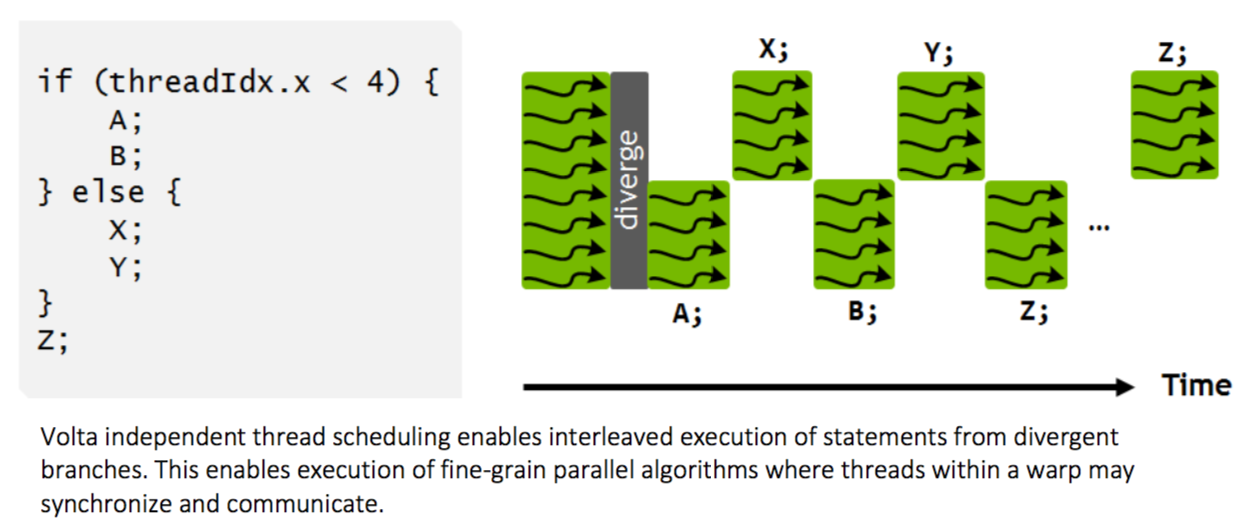 if (threadIdx.x < 4) {
    A;
    B;
} else {
    X;
    Y;
}
Z;
X;
Y;
Z;
diverge
A;
B;
Z;
...
Time
Volta independent thread scheduling enables interleaved execution of statements from divergent
branches. This enables execution of fine-grain parallel algorithms where threads within a warp may
synchronize and communicate.